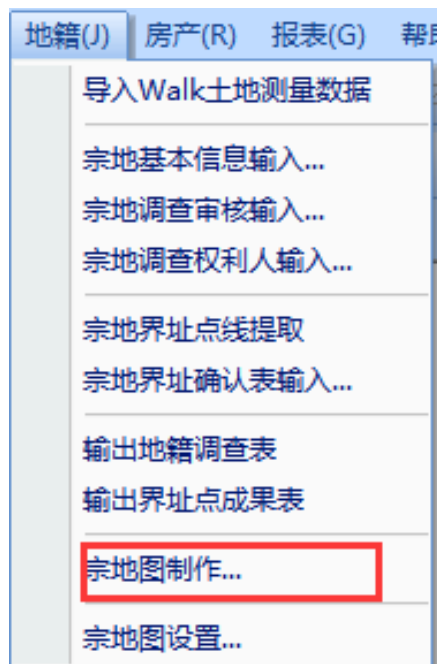 地籍(J) 房产(R) 报表(G)
导入Walk土地测量数据
宗地基本信息输入...
宗地调查审核输入...
宗地调查权利人输入...
宗地界址点线提取
宗地界址确认表输入...
输出地籍调查表
输出界址点成果表
宗地图制作...
宗地图设置...